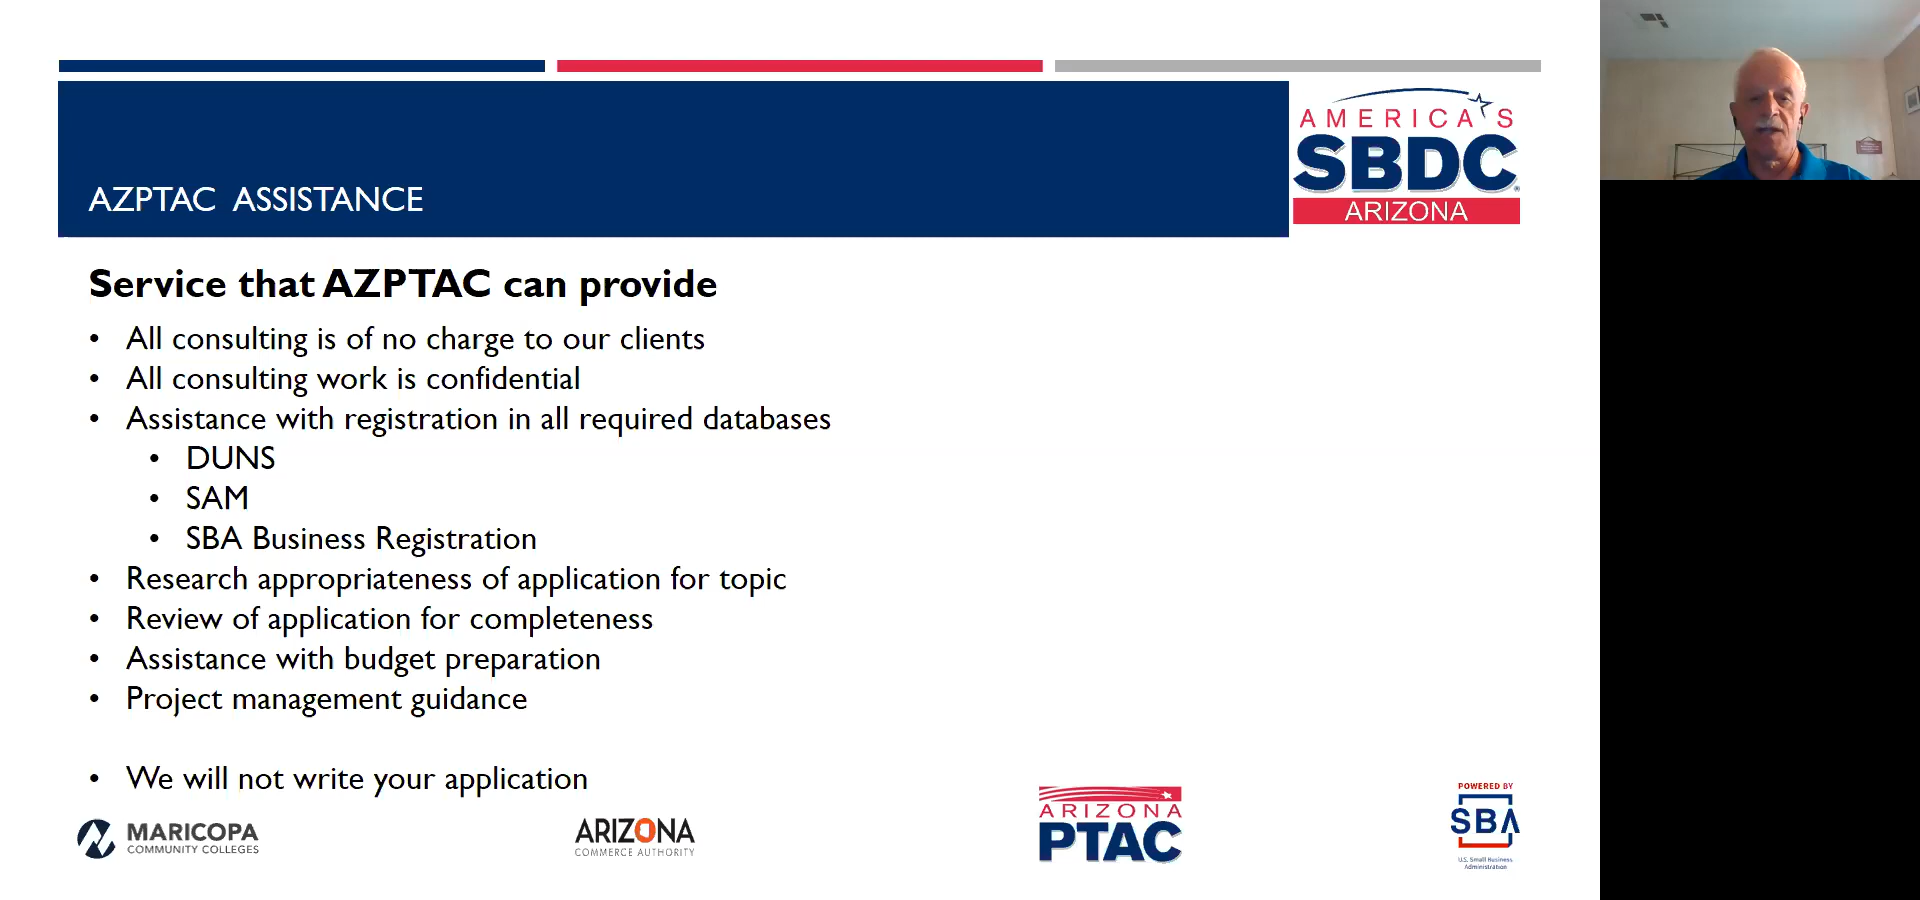 AZPTAC ASSISTANCE
AMERICA'S
SBDC
ARIZONA
Service that AZPTAC can provide
• All consulting is of no charge to our clients
• All consulting work is confidential
• Assistance with registration in all required databases
• DUNS
• SAM
• SBA Business Registration
• Research appropriateness of application for topic
• Review of application for completeness
• Assistance with budget preparation
• Project management guidance
• We will not write your application
MARICOPA
COMMUNITY COLLEGES
ARIZONA
COMMERCE AUTHORITY
ARIZONA
PTAC
POWERED BY
SBA
U.S. Small Business
Administration